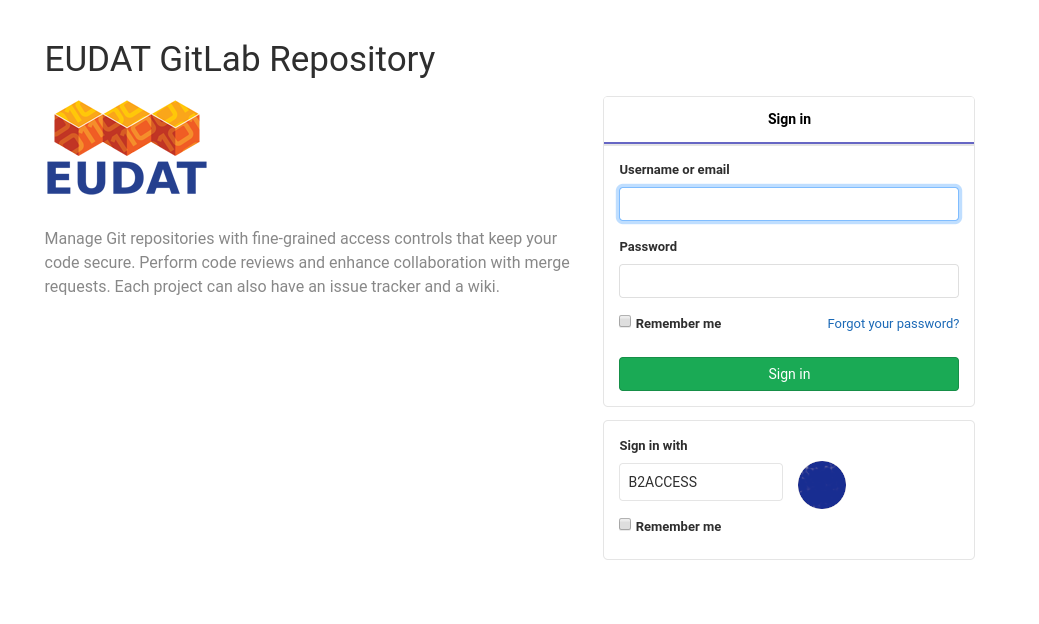 EUDAT GitLab Repository
EUDAT
Manage Git repositories with fine-grained access controls that keep your
code secure. Perform code reviews and enhance collaboration with merge
requests. Each project can also have an issue tracker and a wiki.
Sign in
Username or email
Password
Remember me
Forgot your password?
Sign in
Sign in with
B2ACCESS
Remember me